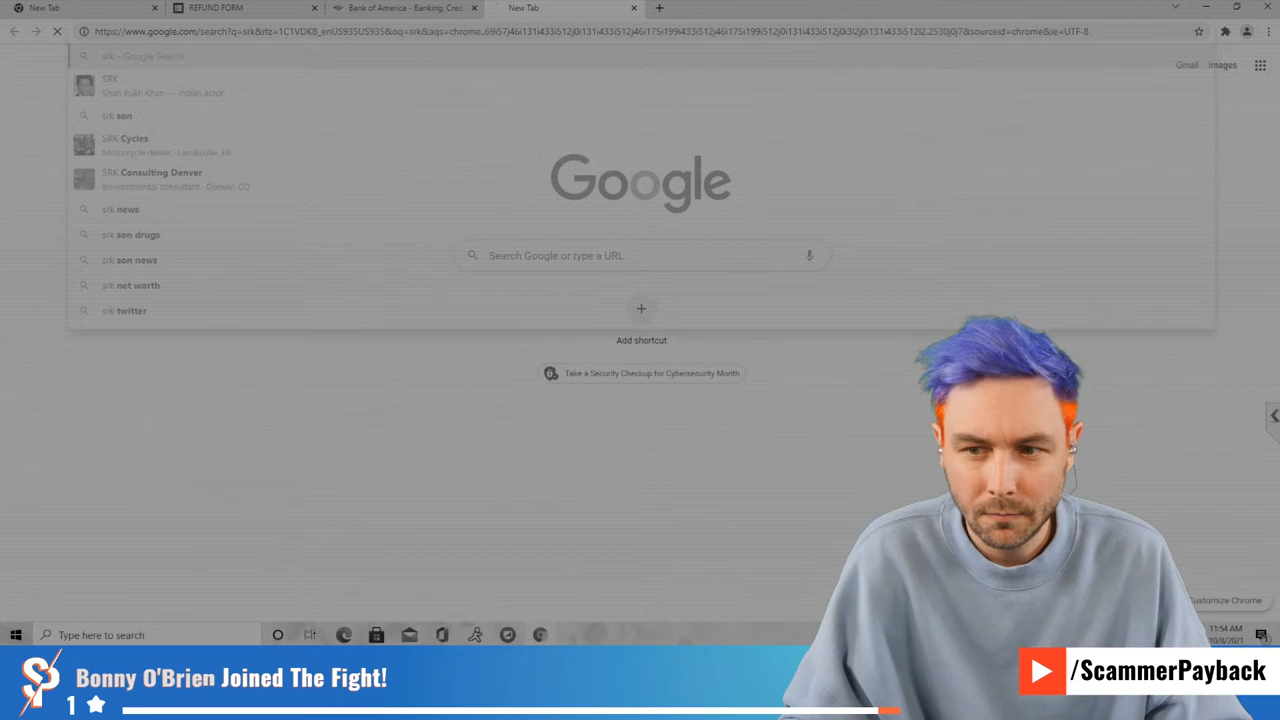 New Tab
REFUND FORM
Bank of America - Banking, Cred
New Tab
https://www.google.com/search?q=srk&rlz=1C1VDKB_enUS935US935&oq=srk&aqs=chrome..69i57j46i131i433i512j46i175i199i433i512j46i175i199i512j0i131i433i512j0i3l2j0i131i433i512l2.2530j0j7&sourceid=chrome&ie=UTF-8
srk - Google Search
Gmail Images
SRK
Shah Rukh Khan — Indian actor
srk son
SRK Cycles
Motorcycle dealer · Landisville, PA
SRK Consulting Denver
Environmental consultant · Denver, CO
srk news
srk son drugs
srk son news
srk net worth
srk twitter
Google
Search Google or type a URL
Add shortcut
Take a Security Checkup for Cybersecurity Month
Customize Chrome
Type here to search
11:54 AM
10/8/2021
Bonny O'Brien Joined The Fight!
1
/ScammerPayback
SP